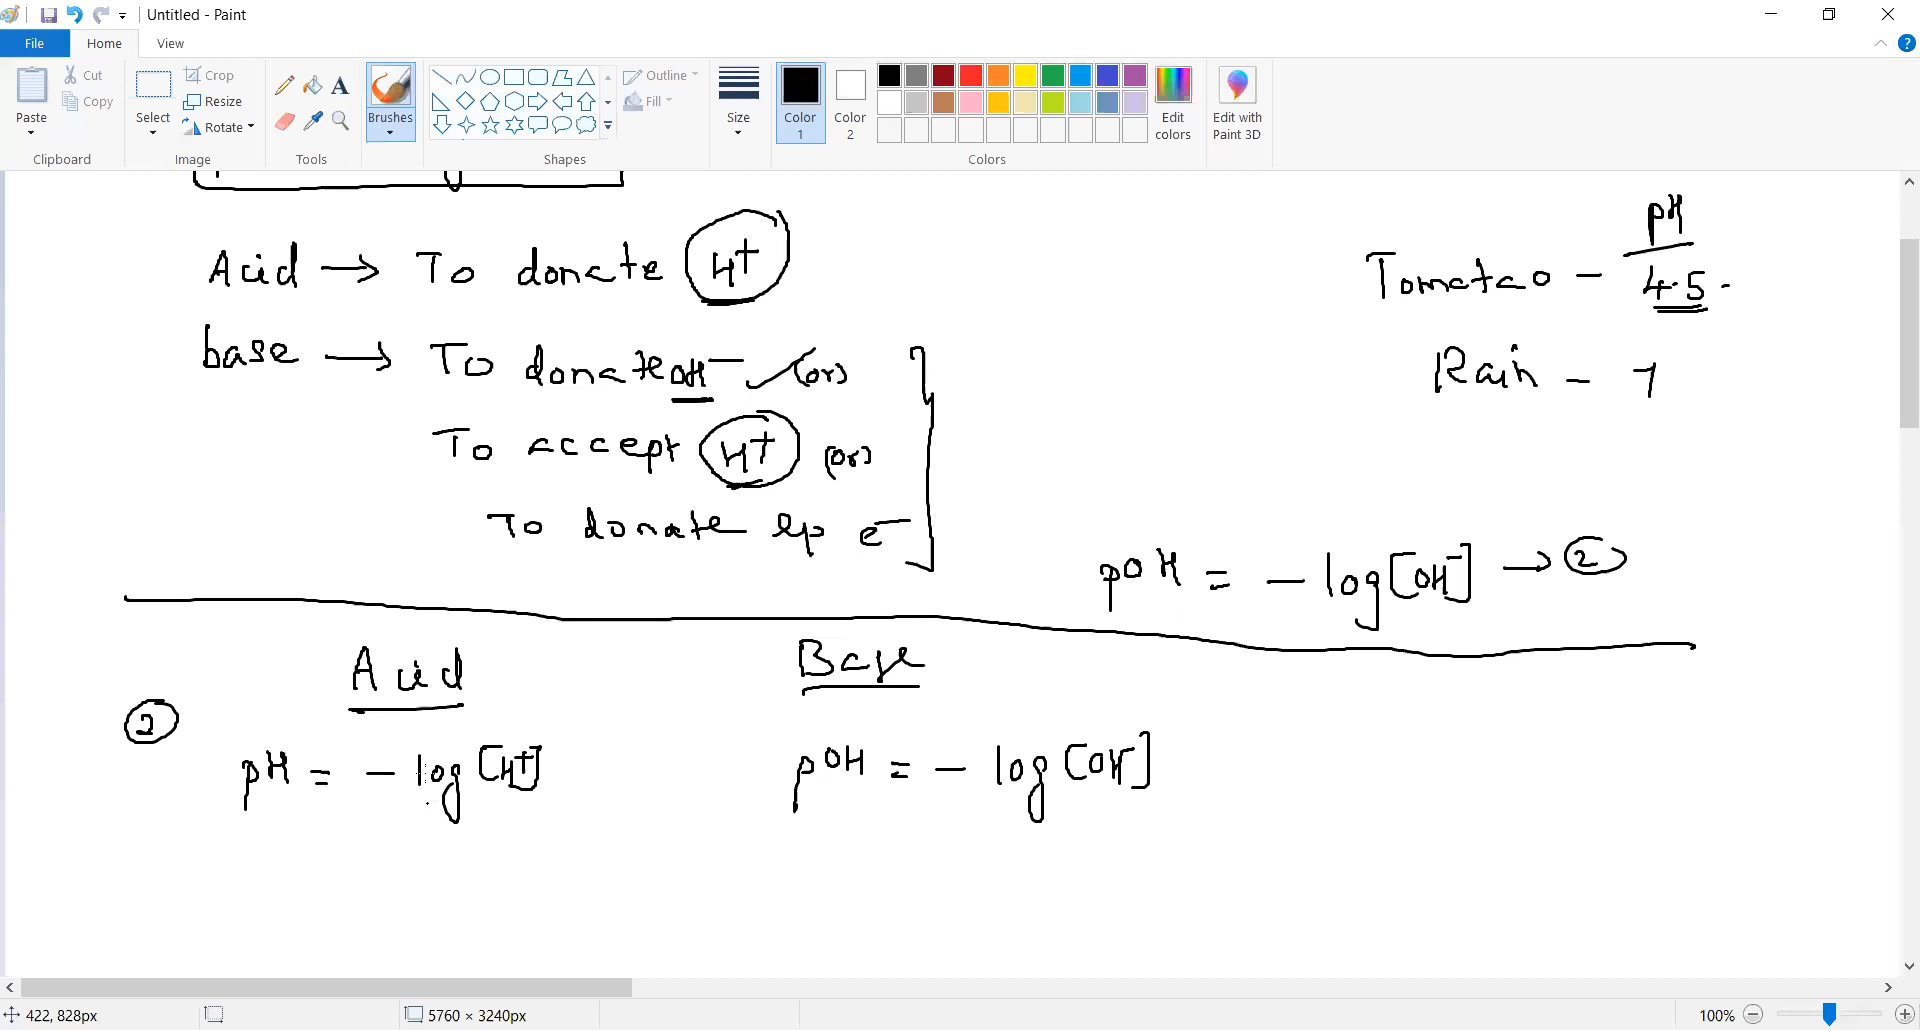 Untitled - Paint
File Home View
Cut
Copy
Paste
Clipboard
Crop
Resize
Rotate
Select
Image
Tools
Brushes
Outline
Fill
Shapes
Size
Color 1
Color 2
Edit colors
Colors
Edit with Paint 3D
pH
Acid → To donate H+
Tomatao - 4.5
base → To donate OH- (or)
Rain - 7
To accept H+ (or)
To donate lp e-
pOH = - log [OH-] → 2
Acid Base
2
pH = - log [H+] pOH = - log [OH-]
422, 828px 5760 × 3240px 100%